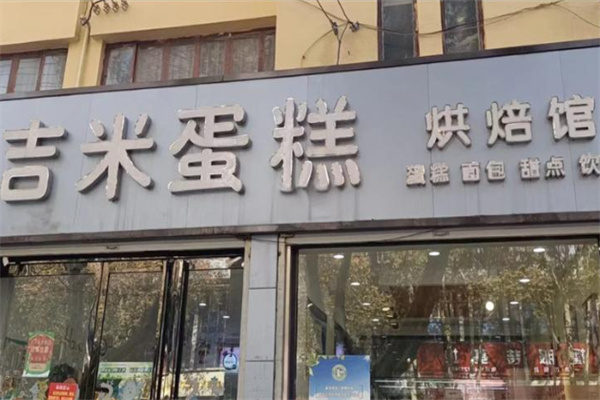 吉米蛋糕
烘焙馆
蛋糕 面包 甜点 饮